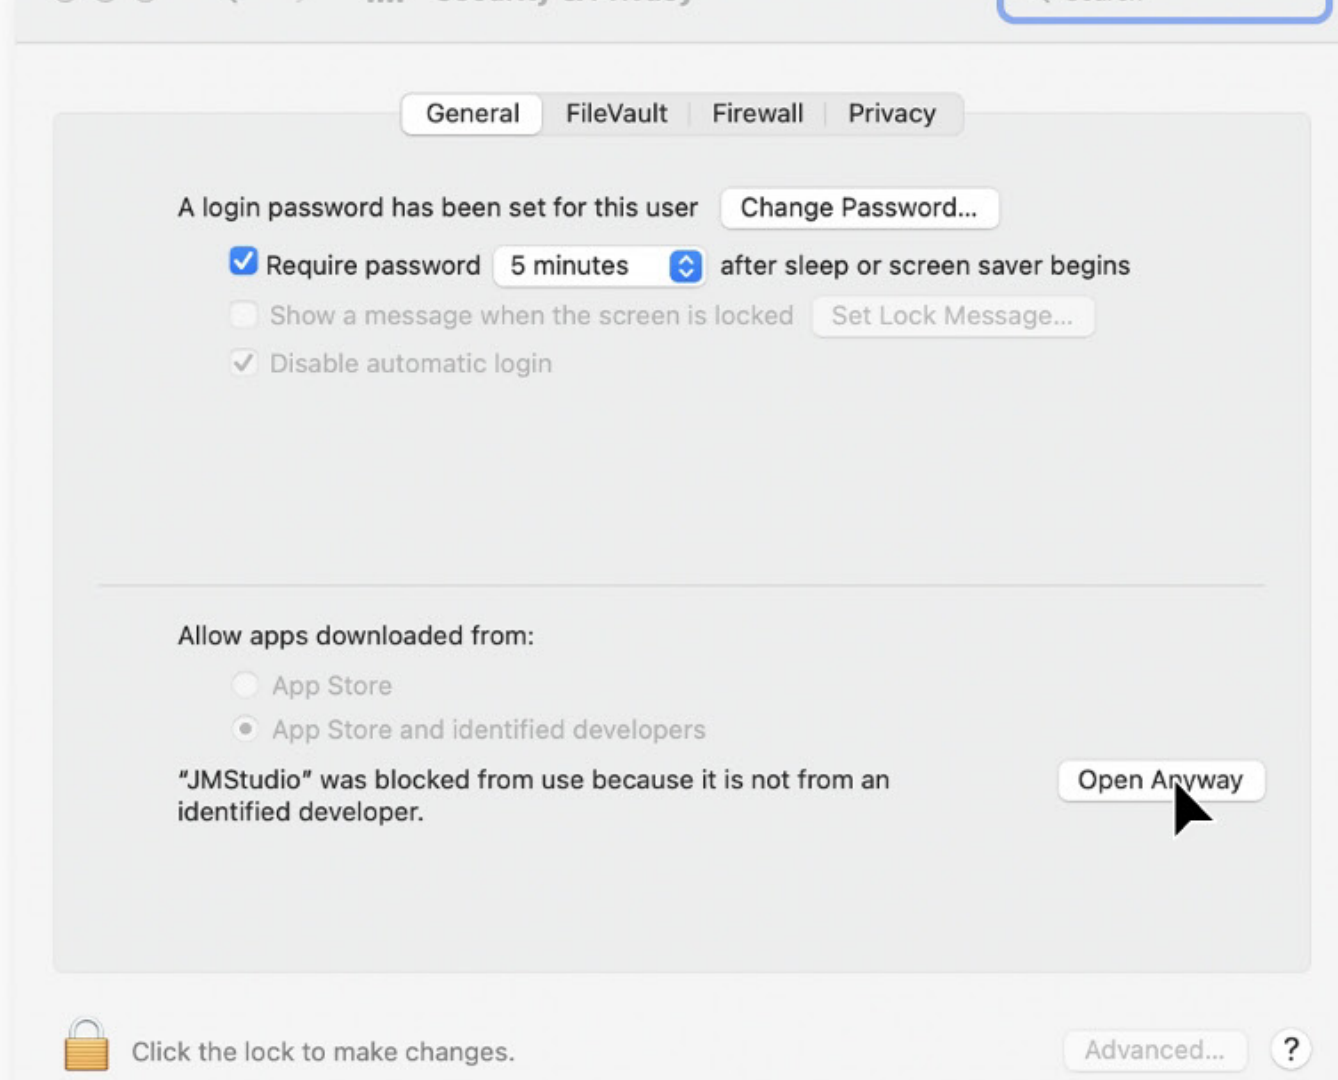 General FileVault Firewall Privacy
A login password has been set for this user Change Password...
Require password 5 minutes after sleep or screen saver begins
Show a message when the screen is locked Set Lock Message...
Disable automatic login
Allow apps downloaded from:
App Store
App Store and identified developers
“JMStudio” was blocked from use because it is not from an Open Anyway
identified developer.
Click the lock to make changes. Advanced... ?